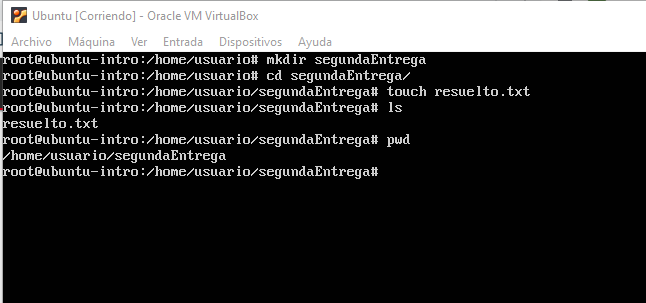 Ubuntu [Corriendo] - Oracle VM VirtualBox
Archivo Máquina Ver Entrada Dispositivos Ayuda
root@ubuntu-intro:/home/usuario# mkdir segundaEntrega
root@ubuntu-intro:/home/usuario# cd segundaEntrega/
root@ubuntu-intro:/home/usuario/segundaEntrega# touch resuelto.txt
root@ubuntu-intro:/home/usuario/segundaEntrega# ls
resuelto.txt
root@ubuntu-intro:/home/usuario/segundaEntrega# pwd
/home/usuario/segundaEntrega
root@ubuntu-intro:/home/usuario/segundaEntrega#